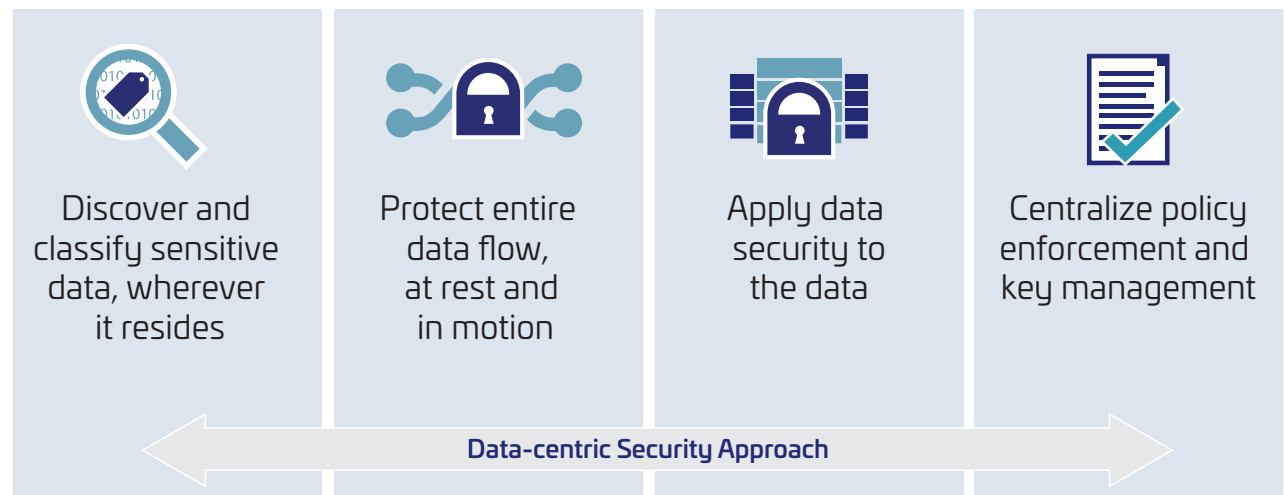 Discover and
classify sensitive
data, wherever
it resides
Protect entire
data flow,
at rest and
in motion
Apply data
security to
the data
Centralize policy
enforcement and
key management
Data-centric Security Approach